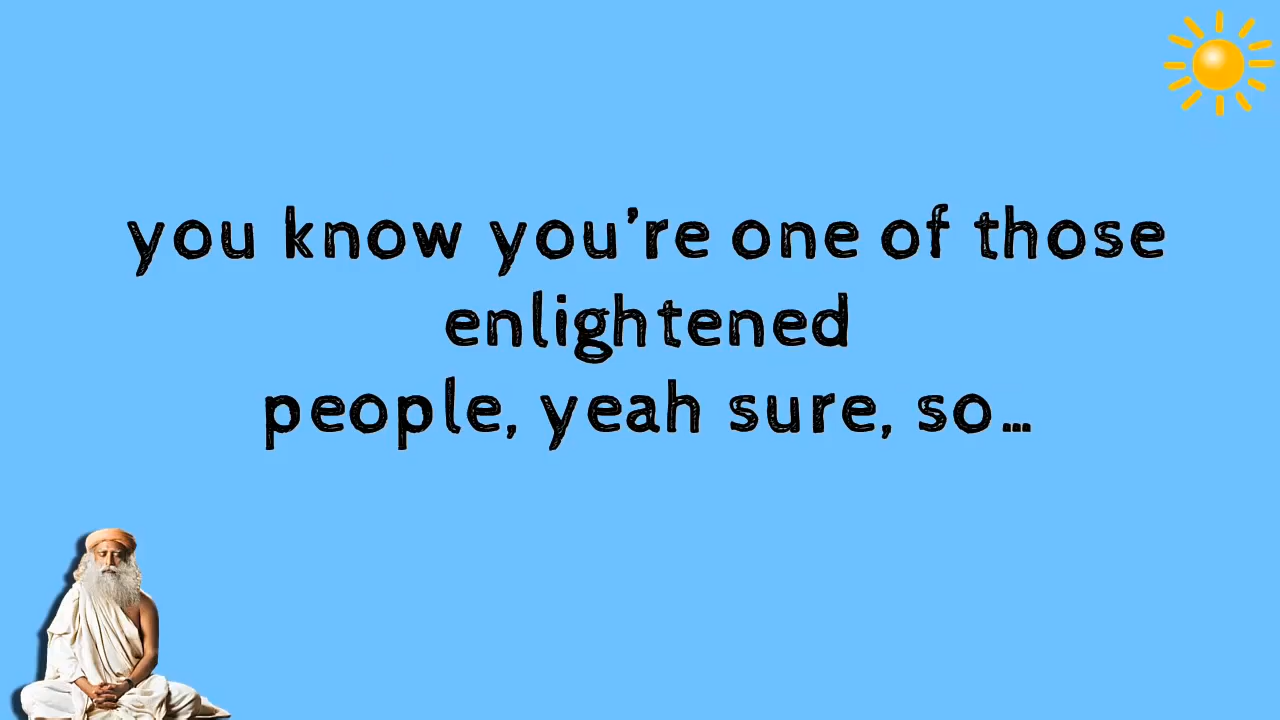 you know you’re one of those
enlightened
people, yeah sure, so...